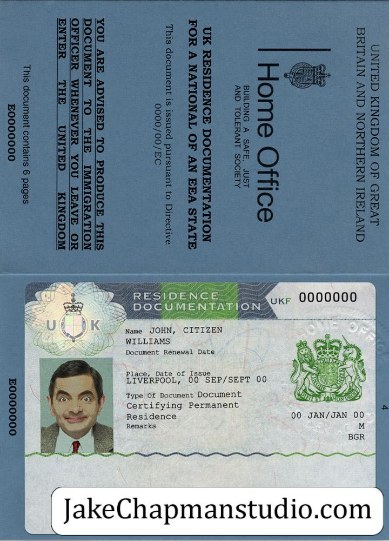 UNITED KINGDOM OF GREAT
BRITAIN AND NORTHERN IRELAND
Home Office
BUILDING A SAFE, JUST
AND TOLERANT SOCIETY
UK RESIDENCE DOCUMENTATION
FOR A NATIONAL OF AN EEA STATE
This document is issued pursuant to Directive
0000/00/EC
YOU ARE ADVISED TO PRODUCE THIS
DOCUMENT TO THE IMMIGRATION
OFFICER WHENEVER YOU LEAVE OR
ENTER THE UNITED KINGDOM
This document contains 6 pages
E0000000
RESIDENCE
DOCUMENTATION
UKF 0000000
U K
Name JOHN, CITIZEN
WILLIAMS
Document Renewal Date
Place, Date of Issue
LIVERPOOL, 00 SEP/SEPT 00
Type Of Document Document
Certifying Permanent
Residence 00 JAN/JAN 00
Remarks M
BGR
4
E0000000
JakeChapmanstudio.com